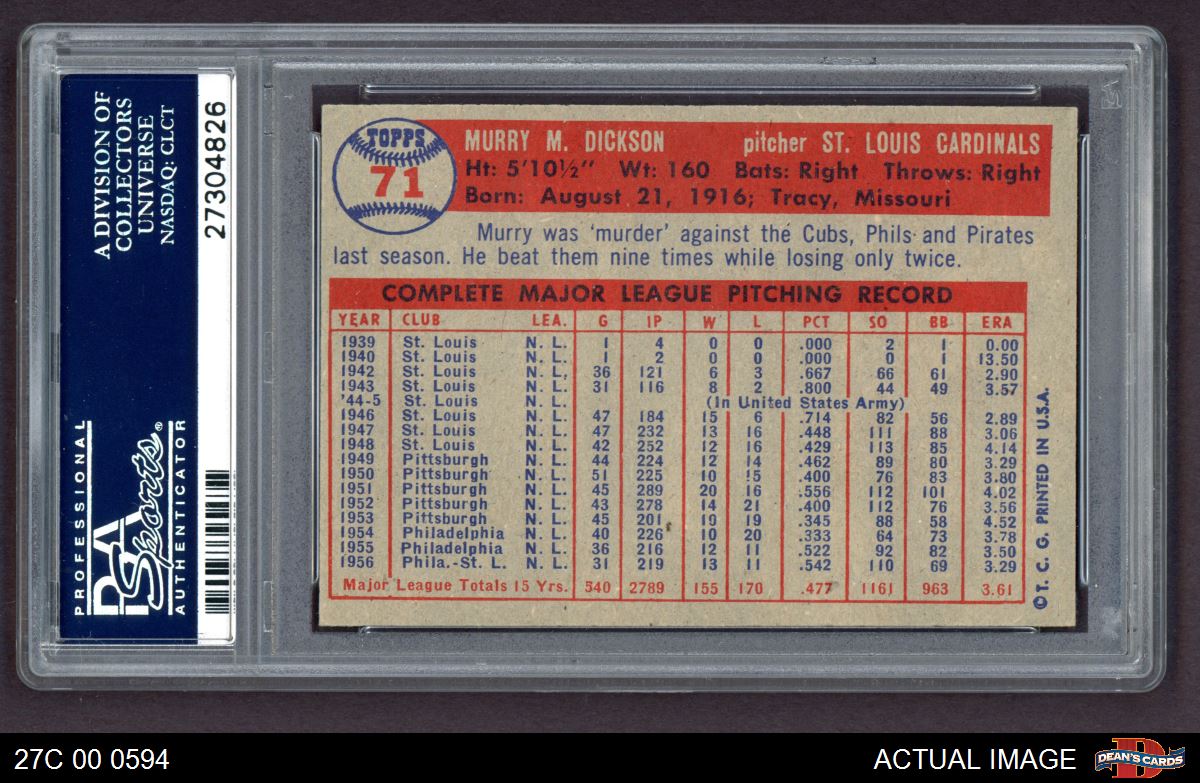 A DIVISION OF
COLLECTORS
UNIVERSE
NASDAQ: CLCT
27304826
PROFESSIONAL
PSA
Sports®
AUTHENTICATOR
TOPPS
71
MURRY M. DICKSON pitcher ST. LOUIS CARDINALS
Ht: 5'10½" Wt: 160 Bats: Right Throws: Right
Born: August 21, 1916; Tracy, Missouri
Murry was 'murder' against the Cubs, Phils and Pirates
last season. He beat them nine times while losing only twice.
COMPLETE MAJOR LEAGUE PITCHING RECORD
YEAR CLUB LEA. G IP W L PCT SO BB ERA
1939 St. Louis N. L. 1 4 0 0 .000 2 1 0.00
1940 St. Louis N. L. 1 2 0 0 .000 0 1 13.50
1942 St. Louis N. L. 36 121 6 3 .667 66 61 2.90
1943 St. Louis N. L. 31 116 8 2 .800 44 49 3.57
'44-5 St. Louis N. L. (In United States Army)
1946 St. Louis N. L. 47 184 15 6 .714 82 56 2.89
1947 St. Louis N. L. 47 232 13 16 .448 111 88 3.06
1948 St. Louis N. L. 42 252 12 16 .429 113 85 4.14
1949 Pittsburgh N. L. 44 224 12 14 .462 89 80 3.29
1950 Pittsburgh N. L. 51 225 10 15 .400 76 83 3.80
1951 Pittsburgh N. L. 45 289 20 16 .556 112 101 4.02
1952 Pittsburgh N. L. 43 278 14 21 .400 112 76 3.56
1953 Pittsburgh N. L. 45 201 10 19 .345 88 58 4.52
1954 Philadelphia N. L. 40 226 10 20 .333 64 73 3.78
1955 Philadelphia N. L. 36 216 12 11 .522 92 82 3.50
1956 Phila.-St. L. N. L. 31 219 13 11 .542 110 69 3.29
Major League Totals 15 Yrs. 540 2789 155 170 .477 1161 963 3.61
© T. C. G. PRINTED IN U.S.A.
27C 00 0594
ACTUAL IMAGE
DEAN'S CARDS